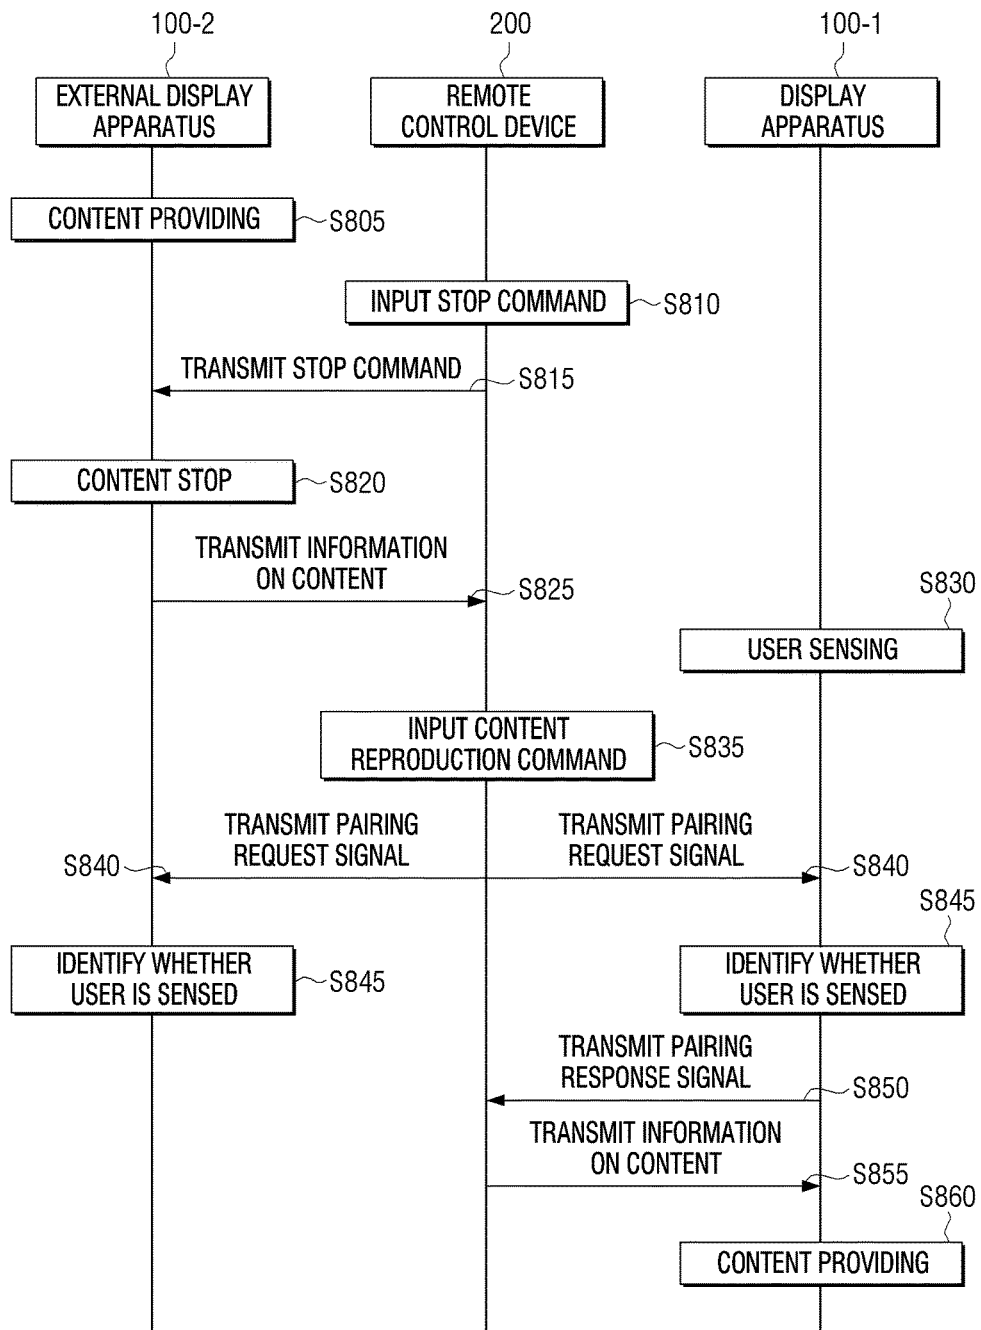 100-2
200
100-1
EXTERNAL DISPLAY
APPARATUS
REMOTE
CONTROL DEVICE
DISPLAY
APPARATUS
CONTENT PROVIDING
S805
INPUT STOP COMMAND
S810
TRANSMIT STOP COMMAND
S815
CONTENT STOP
S820
TRANSMIT INFORMATION
ON CONTENT
S825
S830
USER SENSING
INPUT CONTENT
REPRODUCTION COMMAND
S835
TRANSMIT PAIRING
REQUEST SIGNAL
S840
TRANSMIT PAIRING
REQUEST SIGNAL
S840
S845
IDENTIFY WHETHER
USER IS SENSED
S845
IDENTIFY WHETHER
USER IS SENSED
TRANSMIT PAIRING
RESPONSE SIGNAL
S850
TRANSMIT INFORMATION
ON CONTENT
S855
S860
CONTENT PROVIDING